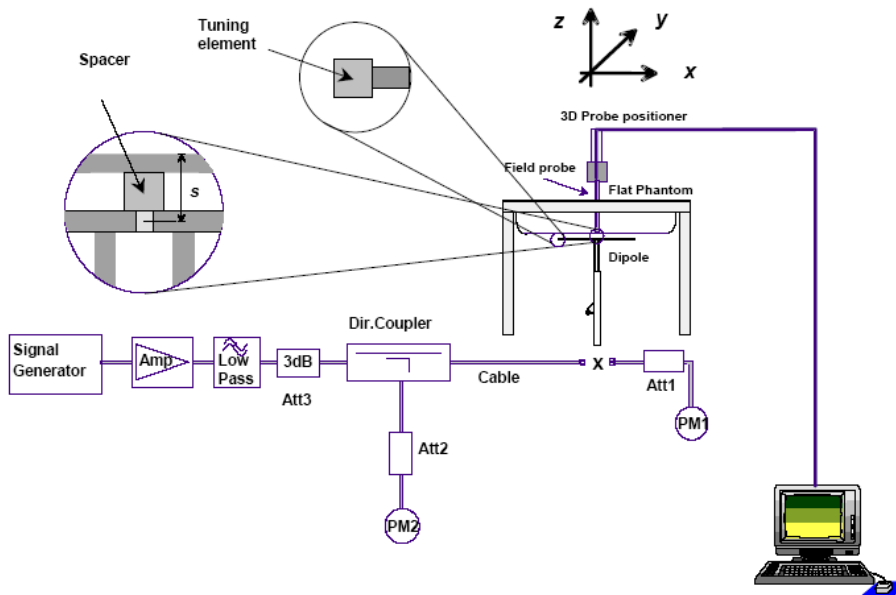 Tuning
element
Spacer
s
z
y
x
3D Probe positioner
Field probe
Flat Phantom
Dipole
Signal
Generator
Amp
Low
Pass
3dB
Att3
Dir.Coupler
Cable
x
Att1
PM1
Att2
PM2